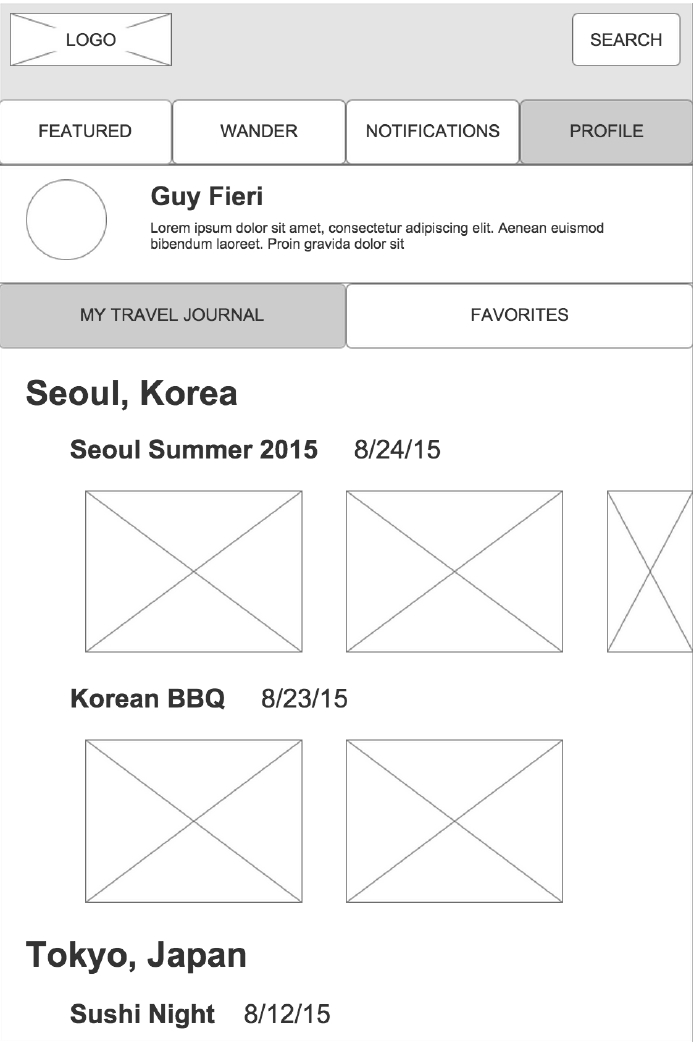 LOGO
SEARCH
FEATURED
WANDER
NOTIFICATIONS
PROFILE
Guy Fieri
Lorem ipsum dolor sit amet, consectetur adipiscing elit. Aenean euismod
bibendum laoreet. Proin gravida dolor sit
MY TRAVEL JOURNAL
FAVORITES
Seoul, Korea
Seoul Summer 2015 8/24/15
Korean BBQ 8/23/15
Tokyo, Japan
Sushi Night 8/12/15